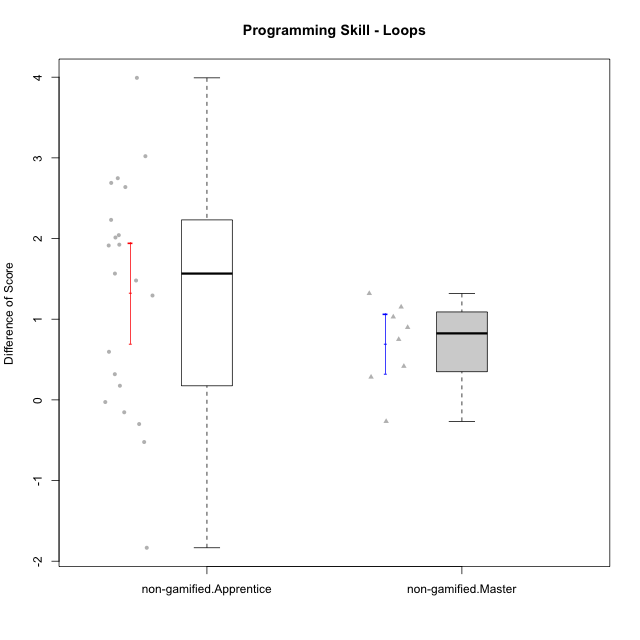 Programming Skill - Loops
Difference of Score
4
3
2
1
0
-1
-2
non-gamified.Apprentice
non-gamified.Master